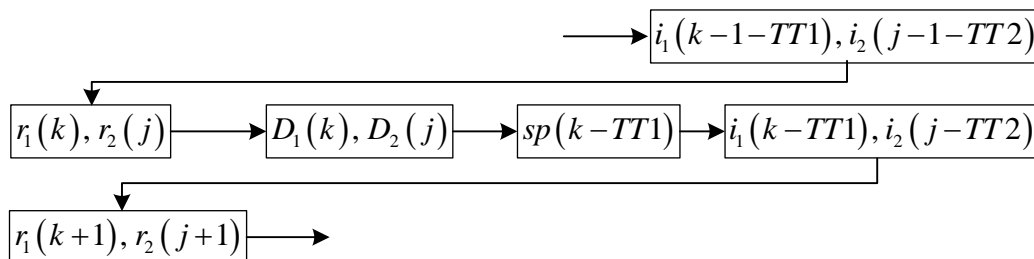 i₁(k−1−TT1), i₂(j−1−TT2)
r₁(k), r₂(j) D₁(k), D₂(j) sp(k−TT1) i₁(k−TT1), i₂(j−TT2)
r₁(k+1), r₂(j+1)